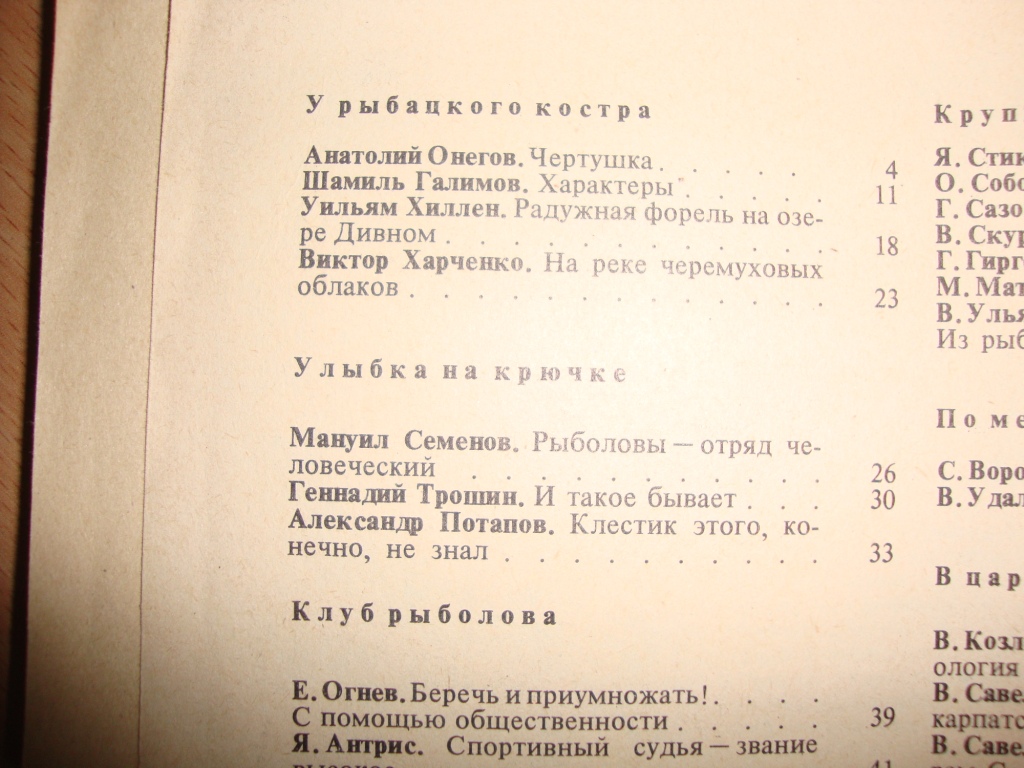 У рыбацкого костра
Анатолий Онегов. Чертушка. . . . . . 4
Шамиль Галимов. Характеры . . . . . 11
Уильям Хиллен. Радужная форель на озе-
ре Дивном . . . . . . . . . . . . 18
Виктор Харченко. На реке черемуховых
облаков . . . . . . . . . . . . . 23
Улыбка на крючке
Мануил Семенов. Рыболовы — отряд че-
ловеческий . . . . . . . . . . . 26
Геннадий Трошин. И такое бывает . . . 30
Александр Потапов. Клестик этого, ко-
нечно, не знал . . . . . . . . . . 33
Клуб рыболова
Е. Огнев. Беречь и приумножать!. . . .
С помощью общественности . . . . . 39
Я. Антрис. Спортивный судья — звание
Круп
Я. Стик
О. Собо
Г. Сазо
В. Скур
Г. Гирг
М. Мат
В. Улья
Из рыб
По ме
С. Воро
В. Удал
В цар
В. Козл
ология
В. Саве
карпатс
В. Саве